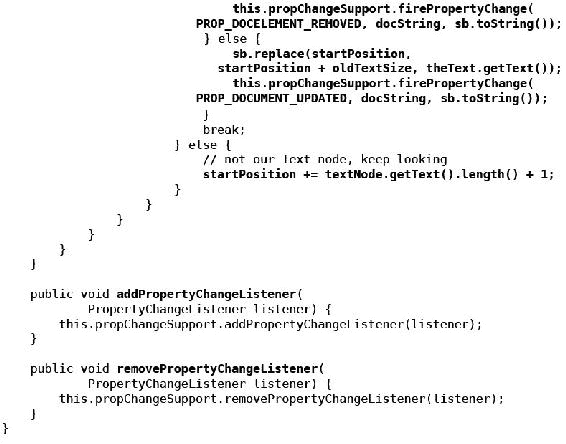 this.propChangeSupport.firePropertyChange(
                           PROP_DOCELEMENT_REMOVED, docString, sb.toString());
                            } else {
                                sb.replace(startPosition,
                              startPosition + oldTextSize, theText.getText());
                                this.propChangeSupport.firePropertyChange(
                           PROP_DOCUMENT_UPDATED, docString, sb.toString());
                            }
                            break;
                        } else {
                            // not our Text node, keep looking
                            startPosition += textNode.getText().length() + 1;
                        }
                    }
                }
            }
        }
    }

    public void addPropertyChangeListener(
            PropertyChangeListener listener) {
        this.propChangeSupport.addPropertyChangeListener(listener);
    }

    public void removePropertyChangeListener(
            PropertyChangeListener listener) {
        this.propChangeSupport.removePropertyChangeListener(listener);
    }
}